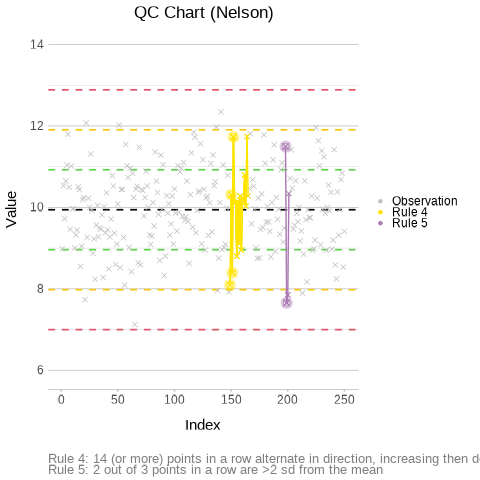 QC Chart (Nelson)
14
12
10
8
6
Value
0
50
100
150
200
250
Index
Observation
Rule 4
Rule 5
Rule 4: 14 (or more) points in a row alternate in direction, increasing then de
Rule 5: 2 out of 3 points in a row are >2 sd from the mean